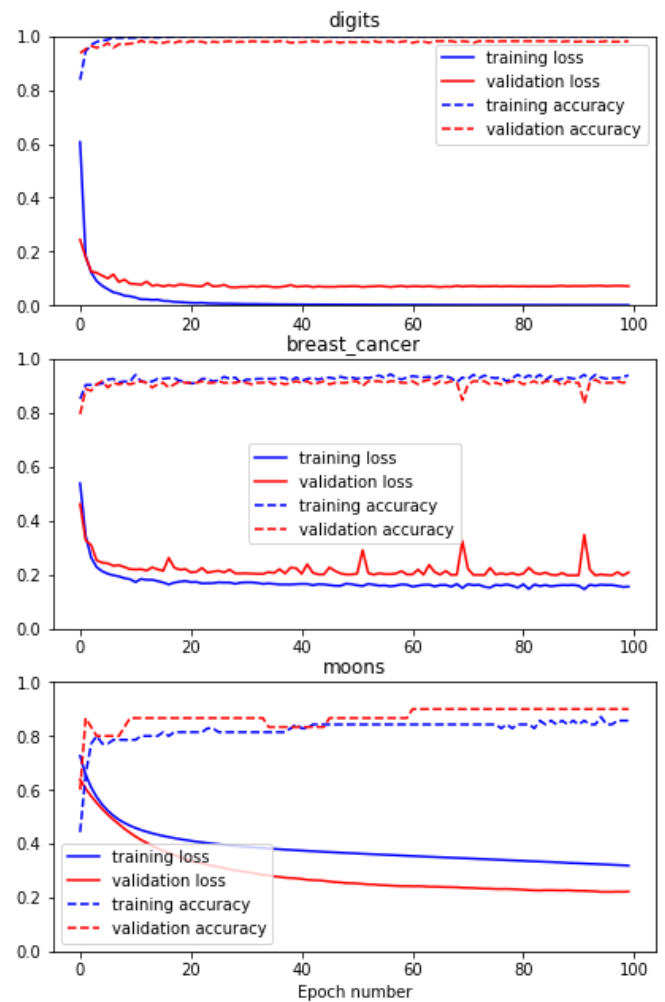 digits
1.0
0.8
0.6
0.4
0.2
0.0
training loss
validation loss
training accuracy
validation accuracy
0 20 40 60 80 100
breast_cancer
1.0
0.8
0.6
0.4
0.2
0.0
training loss
validation loss
training accuracy
validation accuracy
0 20 40 60 80 100
moons
1.0
0.8
0.6
0.4
0.2
0.0
training loss
validation loss
training accuracy
validation accuracy
0 20 40 60 80 100
Epoch number